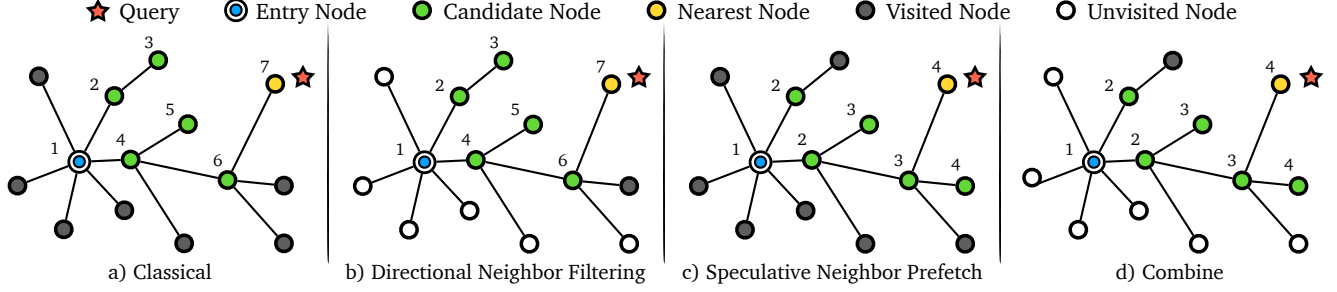 Query Entry Node Candidate Node Nearest Node Visited Node Unvisited Node
3 3
7 7 4 4
2 2 2 2
5 5 3 3
1 4 1 4 1 2 1 2
6 6 3 4 3 4
a) Classical b) Directional Neighbor Filtering c) Speculative Neighbor Prefetch d) Combine